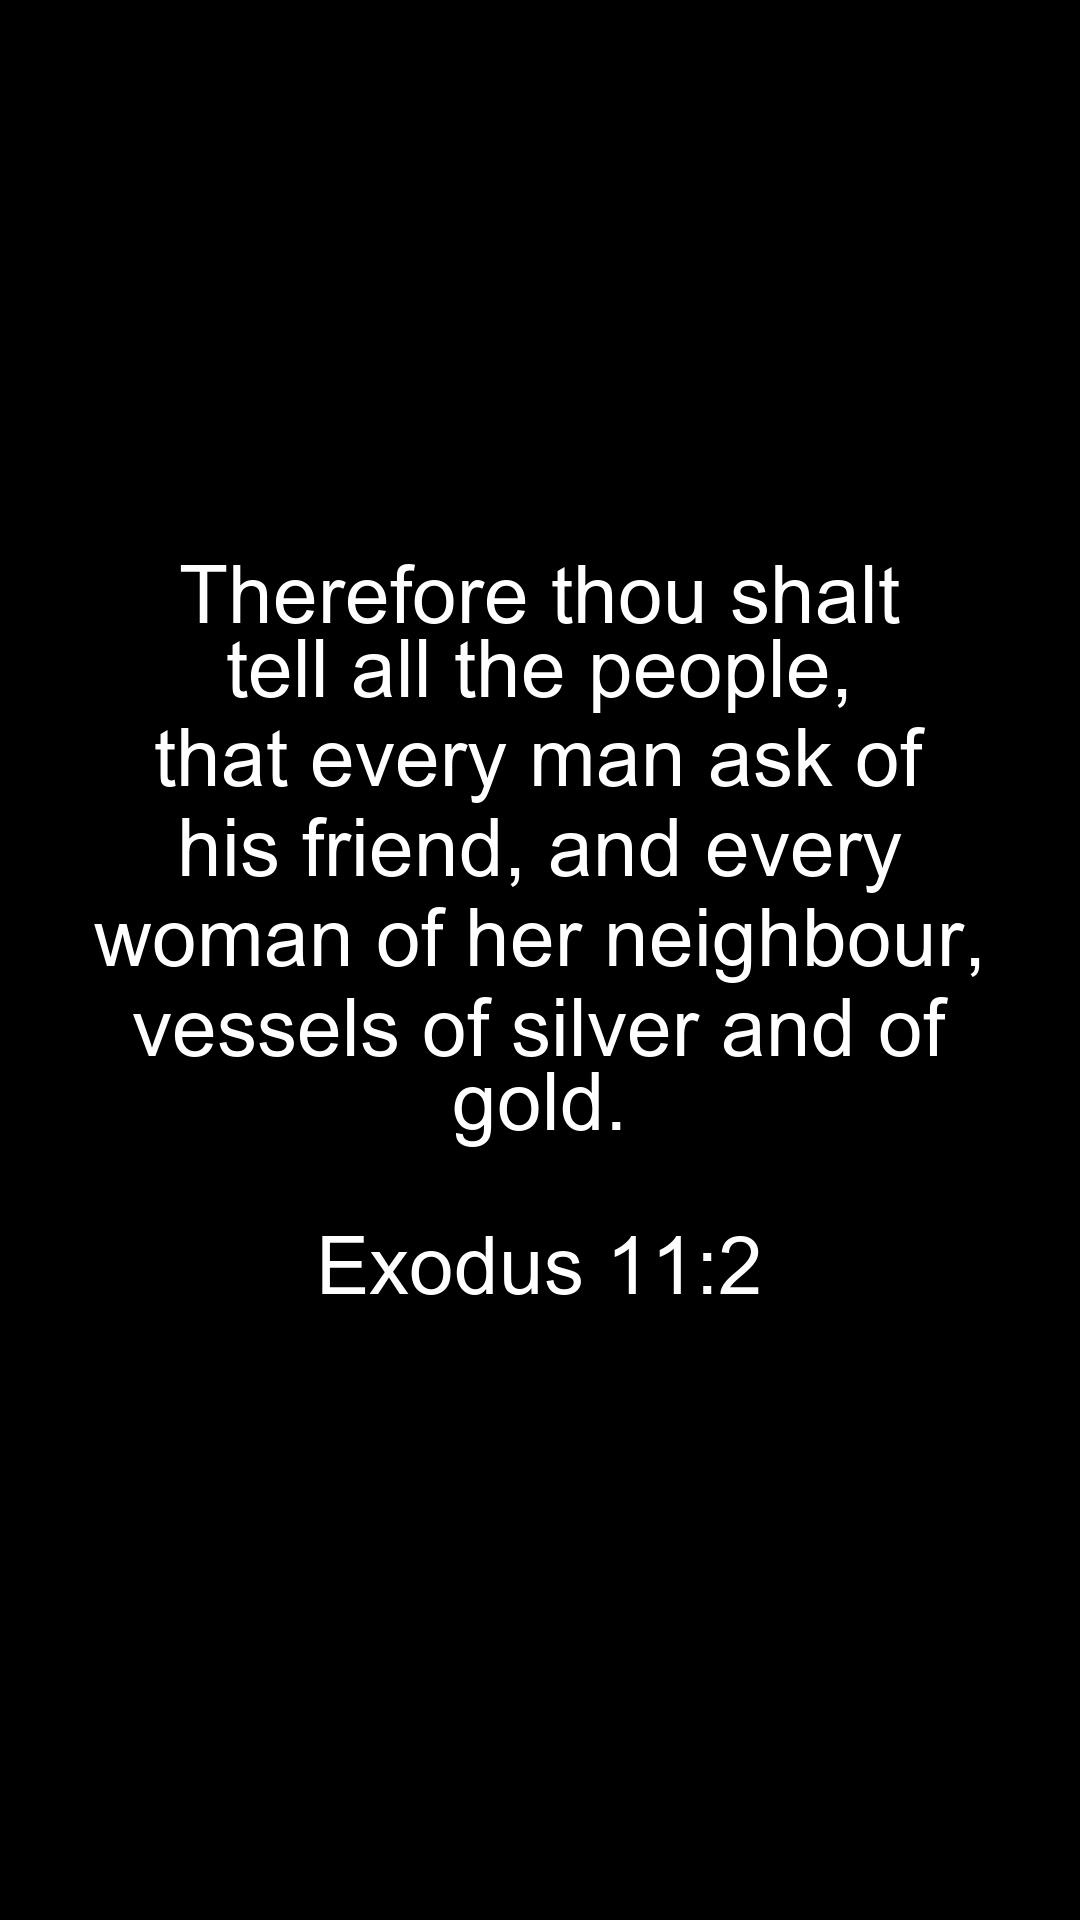 Therefore thou shalt
tell all the people,
that every man ask of
his friend, and every
woman of her neighbour,
vessels of silver and of
gold.
Exodus 11:2